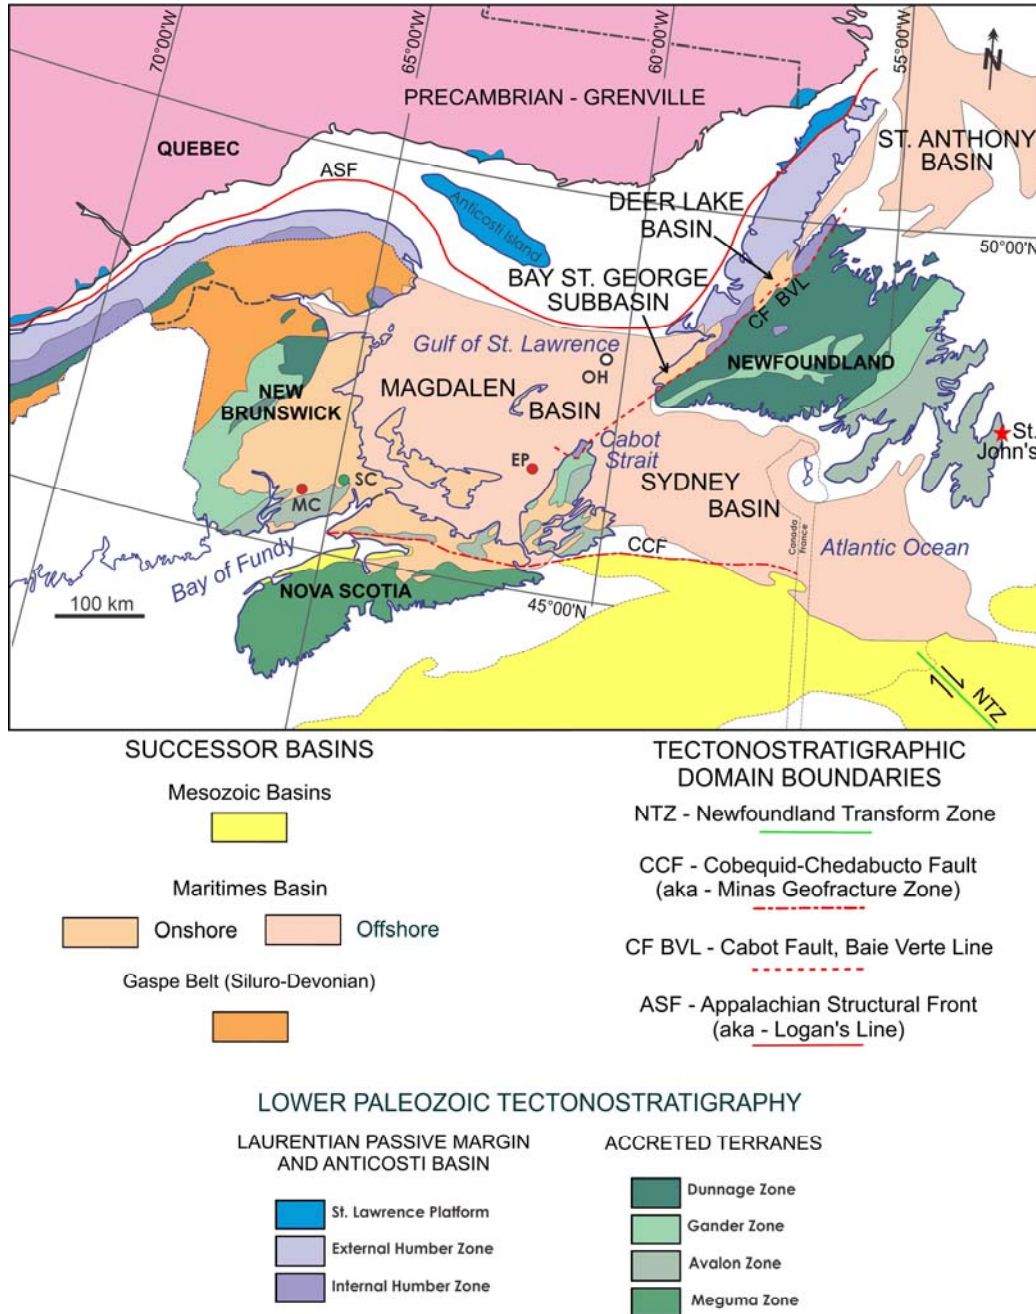 70°00'W
65°00'W
60°00'W
55°00'W
N
PRECAMBRIAN - GRENVILLE
QUEBEC
ASF
Anticosti Island
ST. ANTHONY
BASIN
DEER LAKE
BASIN
50°00'N
BAY ST. GEORGE
SUBBASIN
CF BVL
Gulf of St. Lawrence
OH
NEWFOUNDLAND
NEW
BRUNSWICK
MAGDALEN
BASIN
St.
John's
Cabot
Strait
EP
SC
MC
SYDNEY
BASIN
Canada
France
CCF
Atlantic Ocean
Bay of Fundy
100 km
NOVA SCOTIA
45°00'N
NTZ
SUCCESSOR BASINS
Mesozoic Basins
Maritimes Basin
Onshore
Offshore
Gaspe Belt (Siluro-Devonian)
TECTONOSTRATIGRAPHIC
DOMAIN BOUNDARIES
NTZ - Newfoundland Transform Zone
CCF - Cobequid-Chedabucto Fault
(aka - Minas Geofracture Zone)
CF BVL - Cabot Fault, Baie Verte Line
ASF - Appalachian Structural Front
(aka - Logan's Line)
LOWER PALEOZOIC TECTONOSTRATIGRAPHY
LAURENTIAN PASSIVE MARGIN
AND ANTICOSTI BASIN
St. Lawrence Platform
External Humber Zone
Internal Humber Zone
ACCRETED TERRANES
Dunnage Zone
Gander Zone
Avalon Zone
Meguma Zone